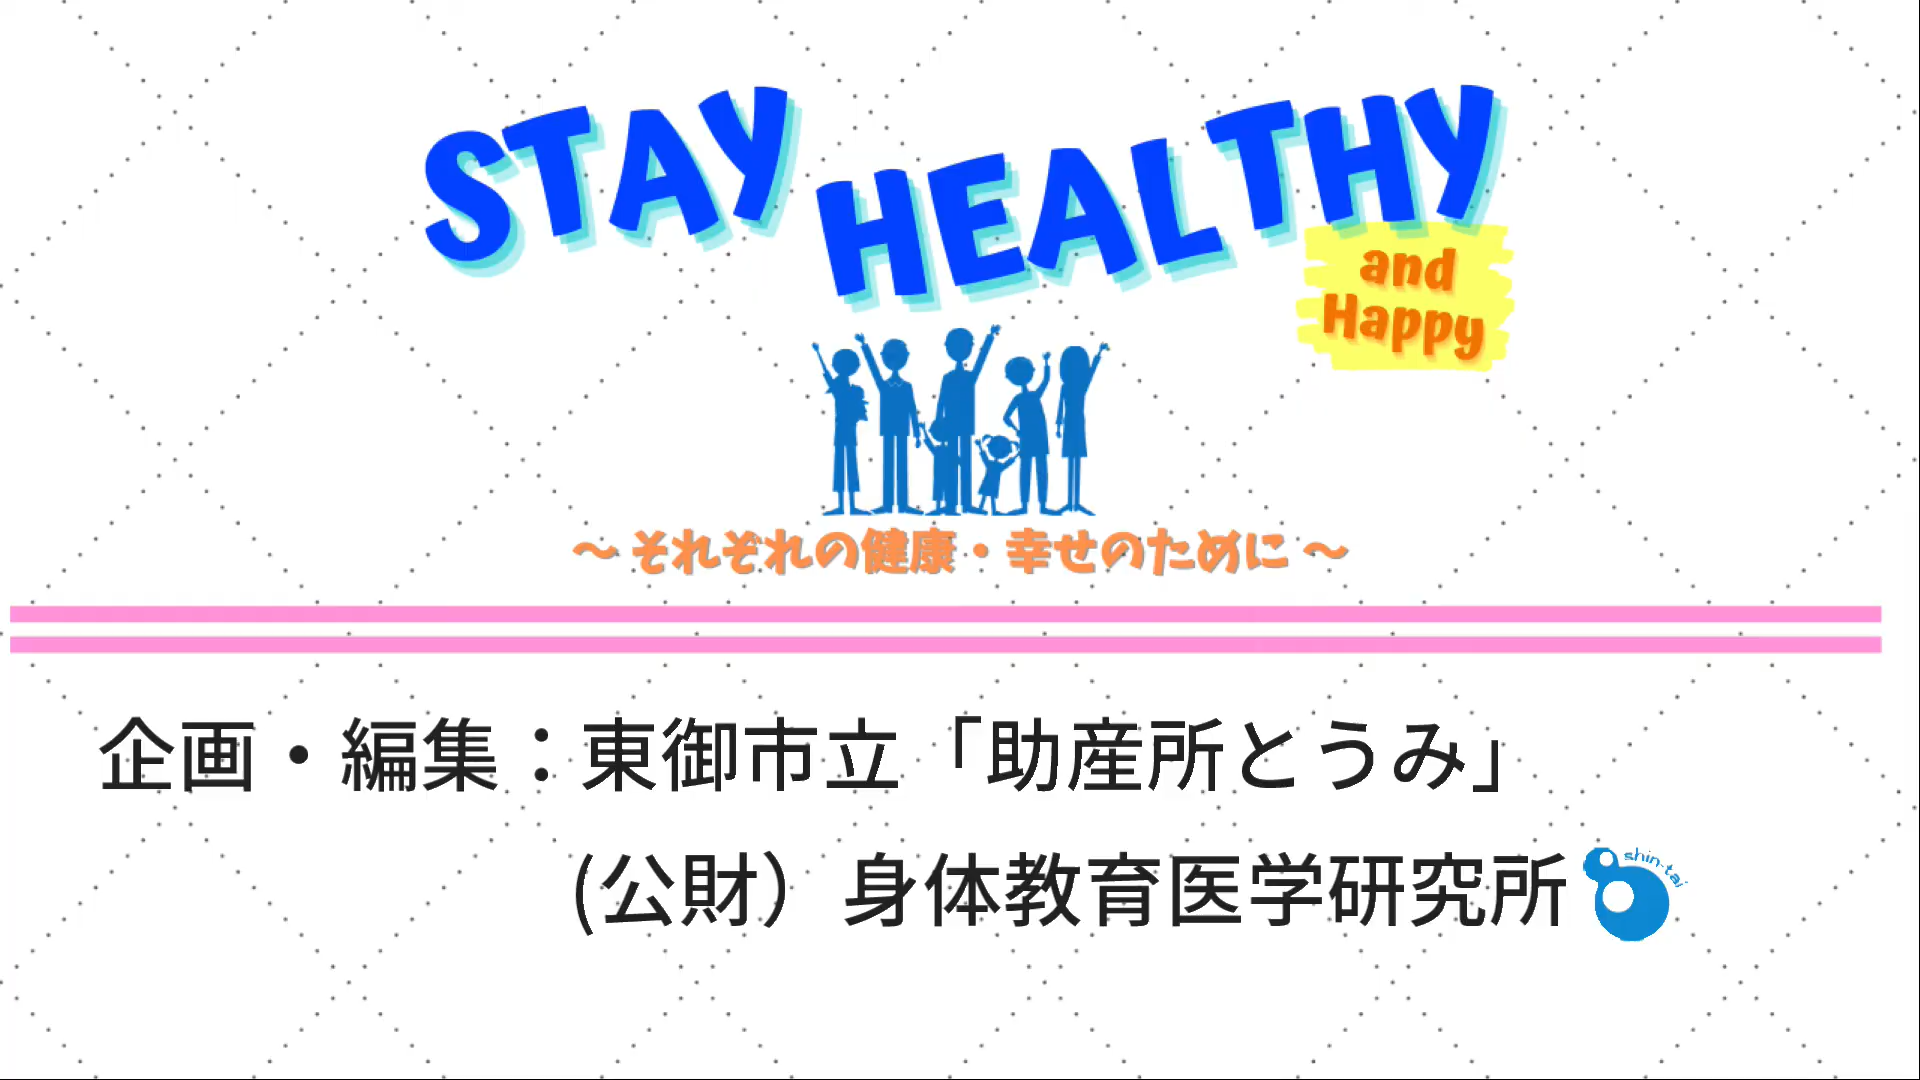 STAY HEALTHY
and
Happy
～ それぞれの健康・幸せのために ～
企画・編集：東御市立「助産所とうみ」
(公財）身体教育医学研究所
shin-tai